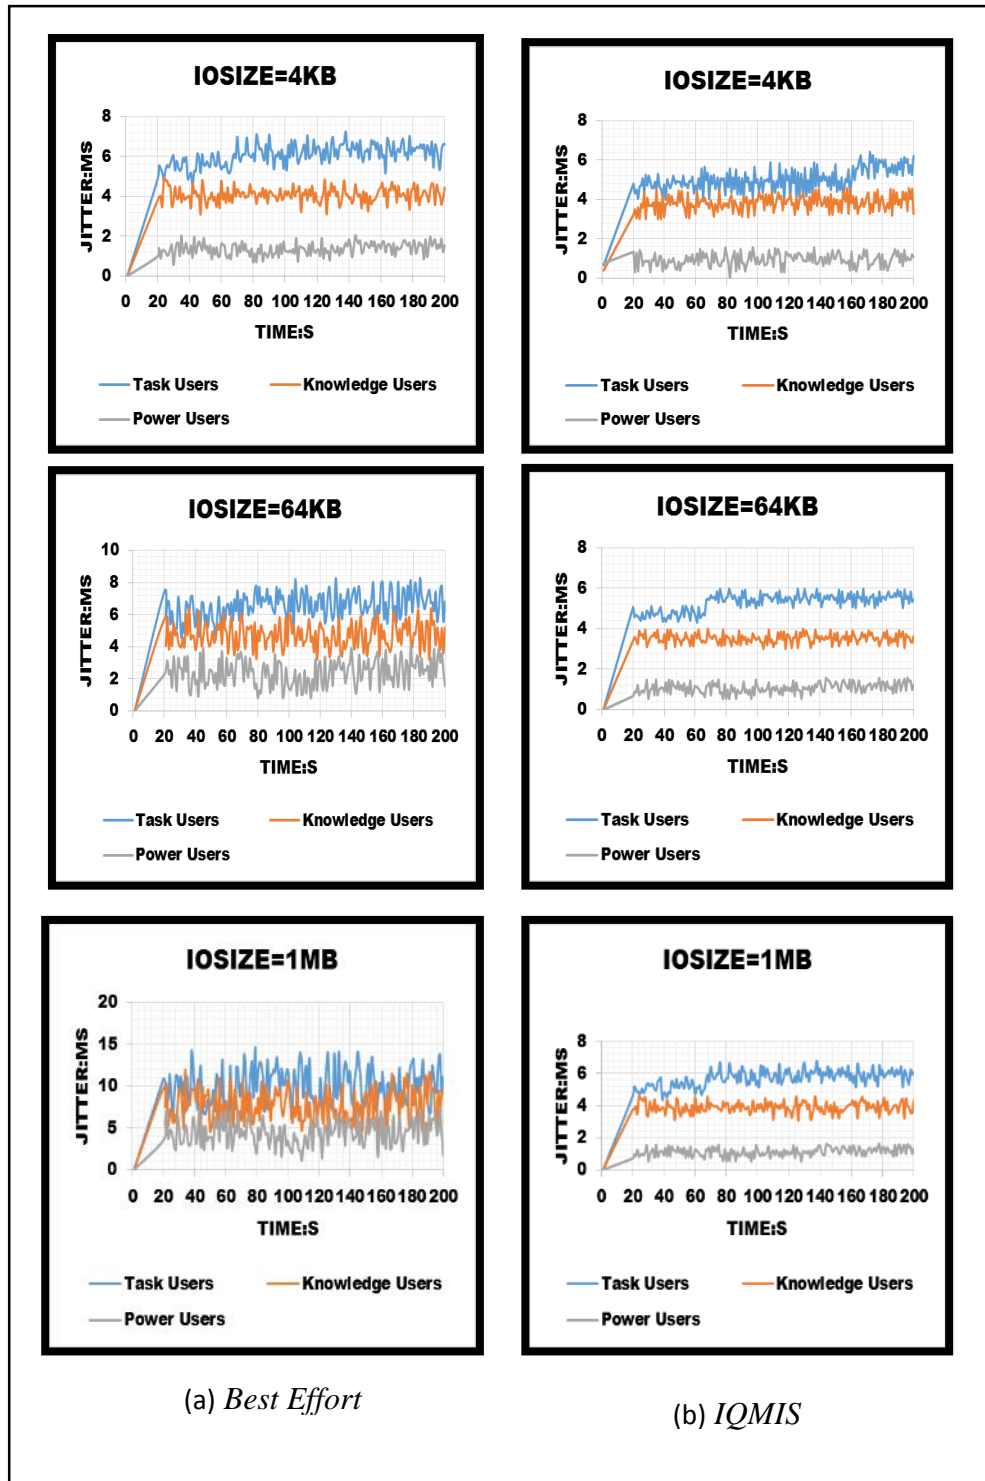 IOSIZE=4KB
JITTER:MS
8
6
4
2
0
0 20 40 60 80 100 120 140 160 180 200
TIME:S
Task Users Knowledge Users
Power Users
IOSIZE=4KB
JITTER:MS
8
6
4
2
0
0 20 40 60 80 100 120 140 160 180 200
TIME:S
Task Users Knowledge Users
Power Users
IOSIZE=64KB
JITTER:MS
10
8
6
4
2
0
0 20 40 60 80 100 120 140 160 180 200
TIME:S
Task Users Knowledge Users
Power Users
IOSIZE=64KB
JITTER:MS
8
6
4
2
0
0 20 40 60 80 100 120 140 160 180 200
TIME:S
Task Users Knowledge Users
Power Users
IOSIZE=1MB
JITTER:MS
20
15
10
5
0
0 20 40 60 80 100 120 140 160 180 200
TIME:S
Task Users Knowledge Users
Power Users
IOSIZE=1MB
JITTER:MS
8
6
4
2
0
0 20 40 60 80 100 120 140 160 180 200
TIME:S
Task Users Knowledge Users
Power Users
(a) Best Effort
(b) IQMIS